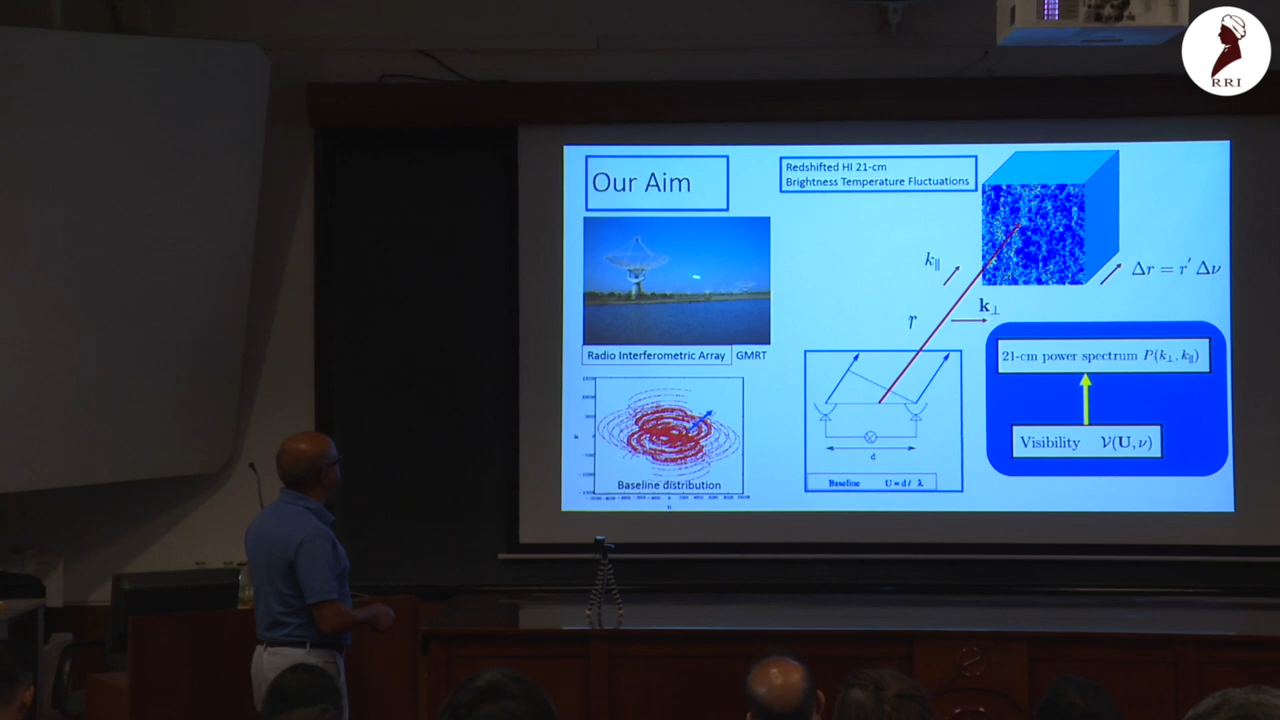 RRI
Our Aim
Redshifted HI 21-cm
Brightness Temperature Fluctuations
k∥
Δr = r′ Δν
k⊥
r
21-cm power spectrum P(k⊥, k∥)
Radio Interferometric Array GMRT
Visibility 𝒱(U, ν)
d
Baseline distribution
Baseline U = d / λ